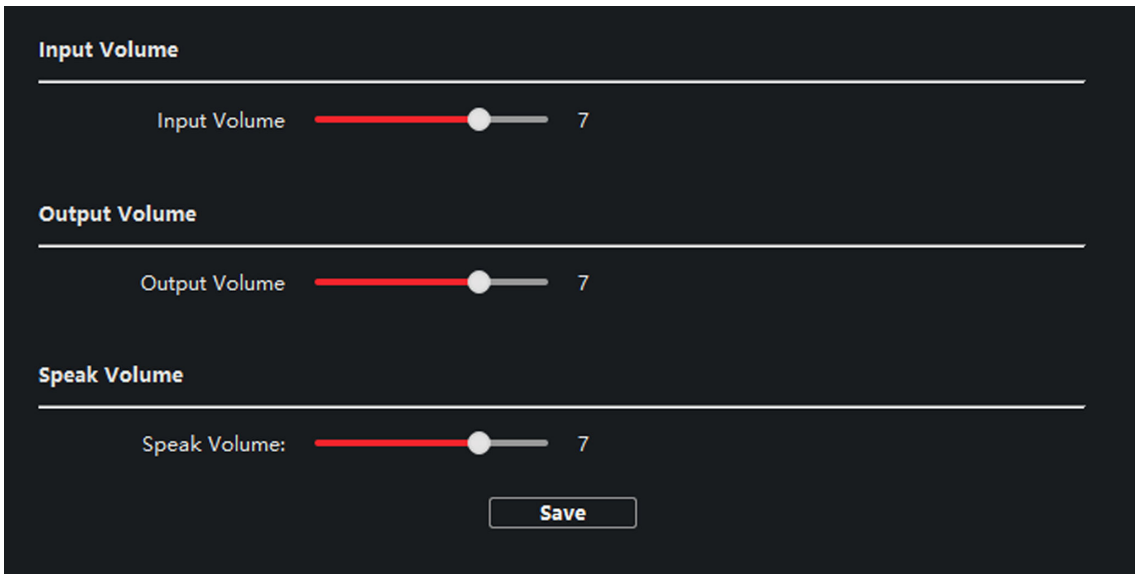 Input Volume
Input Volume 7
Output Volume
Output Volume 7
Speak Volume
Speak Volume: 7
Save